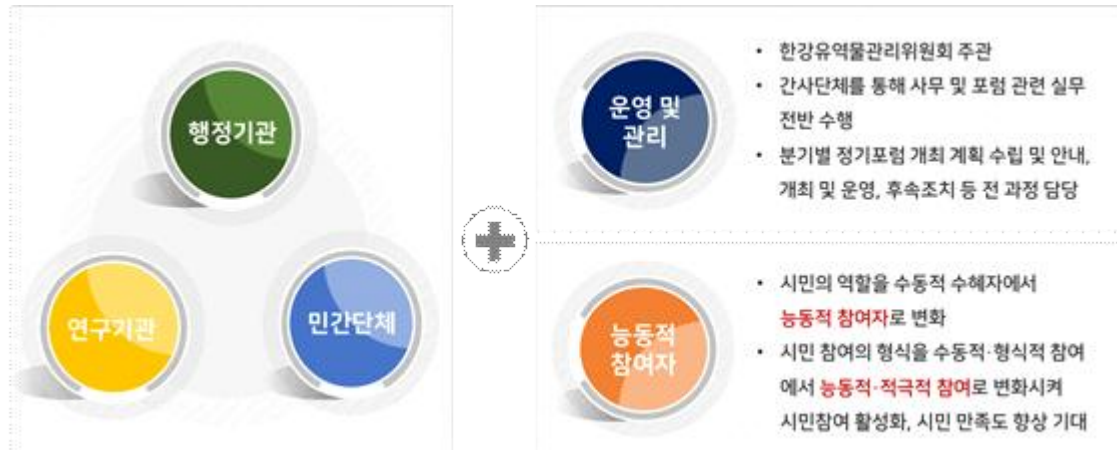 행정기관
연구기관
민간단체
운영 및
관리
• 한강유역물관리위원회 주관
• 간사단체를 통해 사무 및 포럼 관련 실무
전반 수행
• 분기별 정기포럼 개최 계획 수립 및 안내,
개최 및 운영, 후속조치 등 전 과정 담당
능동적
참여자
• 시민의 역할을 수동적 수혜자에서
능동적 참여자로 변화
• 시민 참여의 형식을 수동적·형식적 참여
에서 능동적·적극적 참여로 변화시켜
시민참여 활성화, 시민 만족도 향상 기대